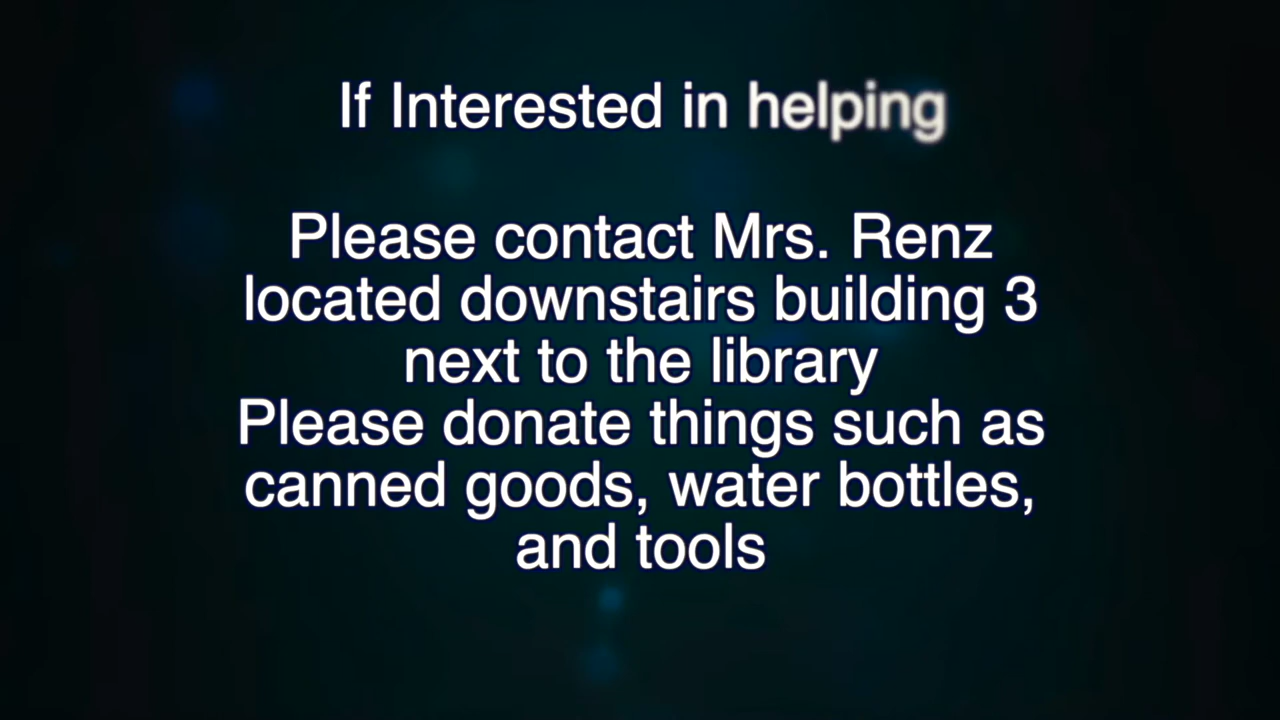 If Interested in helping
Please contact Mrs. Renz
located downstairs building 3
next to the library
Please donate things such as
canned goods, water bottles,
and tools